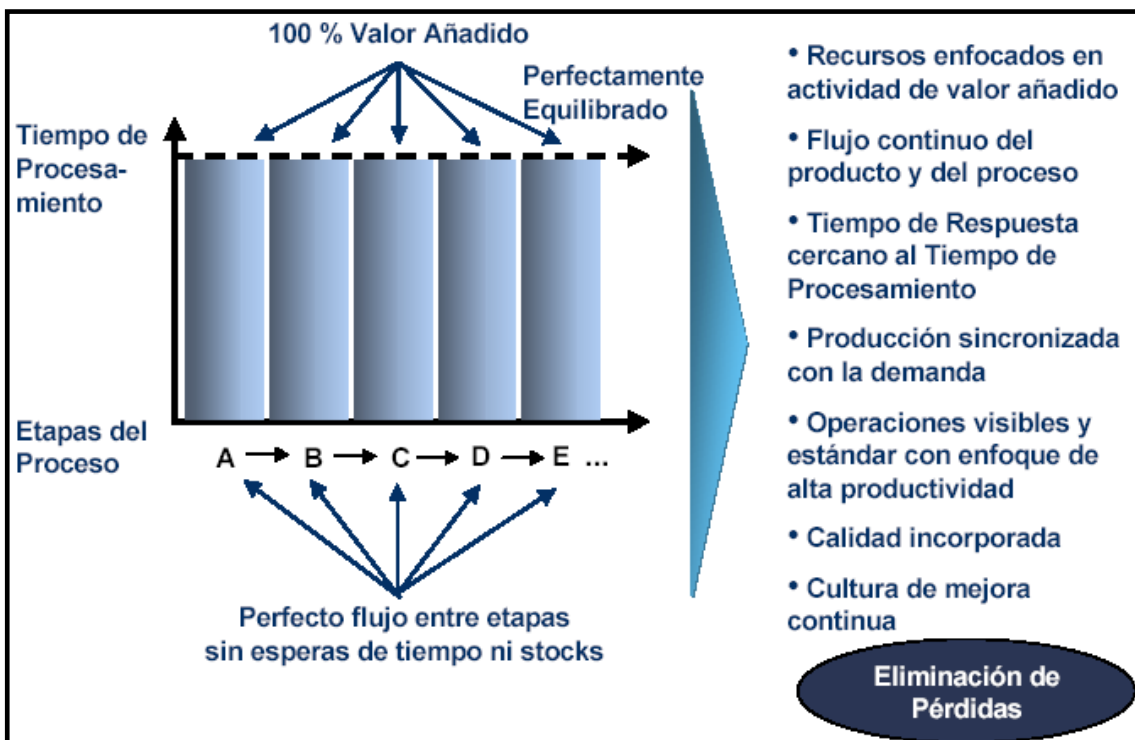 100 % Valor Añadido
Perfectamente
Equilibrado
Tiempo de
Procesa-
miento
Etapas del
Proceso
A B C D E ...
Perfecto flujo entre etapas
sin esperas de tiempo ni stocks
• Recursos enfocados en
actividad de valor añadido
• Flujo continuo del
producto y del proceso
• Tiempo de Respuesta
cercano al Tiempo de
Procesamiento
• Producción sincronizada
con la demanda
• Operaciones visibles y
estándar con enfoque de
alta productividad
• Calidad incorporada
• Cultura de mejora
continua
Eliminación de
Pérdidas